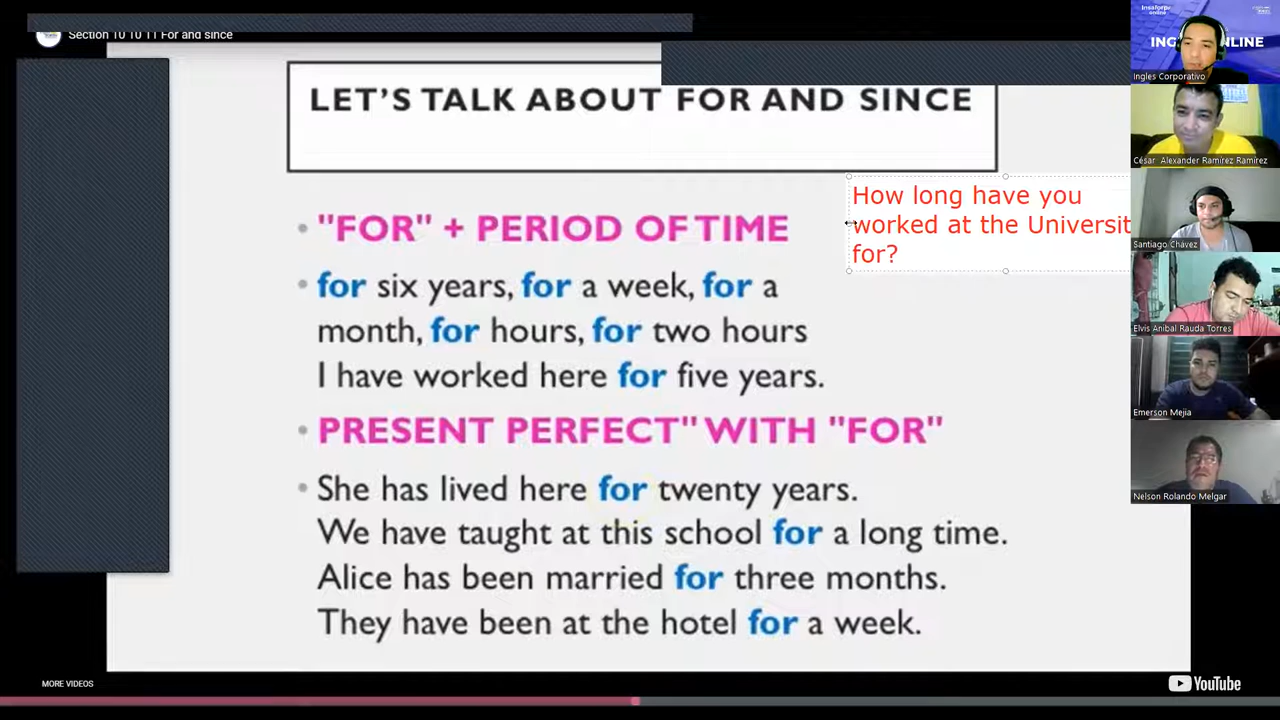 Section 10 10 11 For and since
LET'S TALK ABOUT FOR AND SINCE
How long have you
worked at the Universit
for?
• "FOR" + PERIOD OF TIME
• for six years, for a week, for a
month, for hours, for two hours
I have worked here for five years.
• PRESENT PERFECT" WITH "FOR"
• She has lived here for twenty years.
We have taught at this school for a long time.
Alice has been married for three months.
They have been at the hotel for a week.
MORE VIDEOS
YouTube
Insaforp
online
Ingles Corporativo
César Alexander Ramírez Ramírez
Santiago Chávez
Elvis Anibal Rauda Torres
Emerson Mejia
Nelson Rolando Melgar